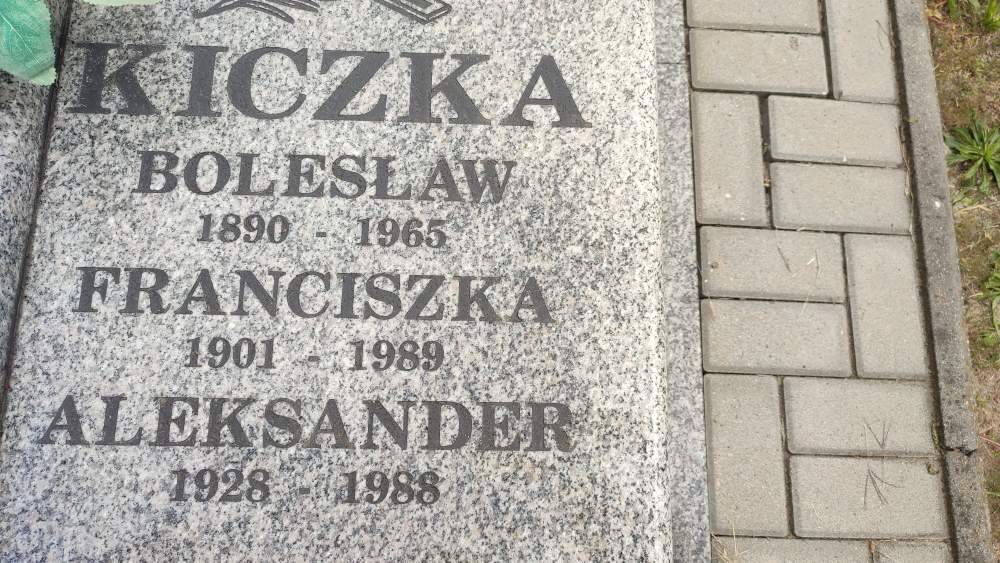 KICZKA
BOLESŁAW
1890 - 1965
FRANCISZKA
1901 - 1989
ALEKSANDER
1928 - 1988